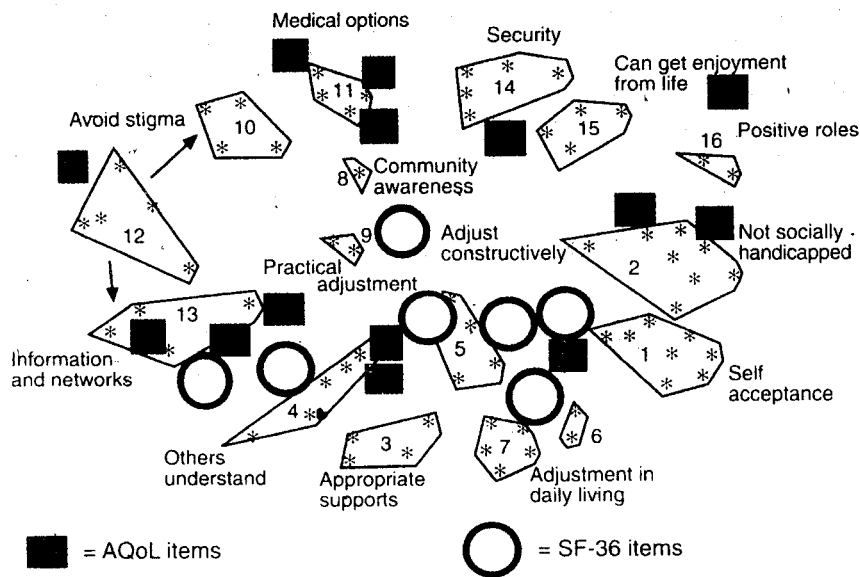 Medical options
Security
Can get enjoyment
from life
11
14
Avoid stigma
10
15
16
Positive roles
8
Community
awareness
12
9
Adjust
constructively
2
Not socially
handicapped
Practical
adjustment
13
5
1
Information
and networks
4
Self
acceptance
3
7
6
Others
understand
Appropriate
supports
Adjustment in
daily living
= AQoL items
= SF-36 items